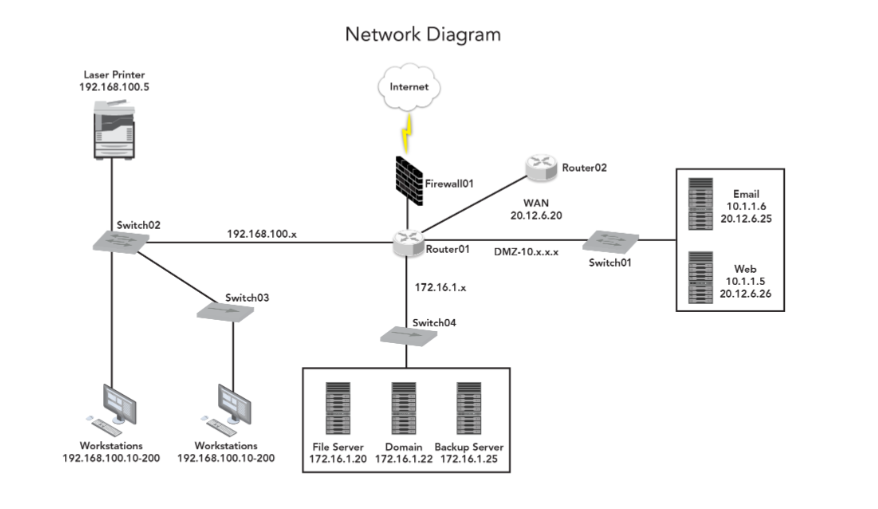 Network Diagram
Laser Printer
192.168.100.5
Internet
Firewall01
Router02
WAN
20.12.6.20
Email
10.1.1.6
20.12.6.25
Switch02
192.168.100.x
Router01
DMZ-10.x.x.x
Switch01
Web
10.1.1.5
20.12.6.26
172.16.1.x
Switch03
Switch04
Workstations
192.168.100.10-200
Workstations
192.168.100.10-200
File Server
172.16.1.20
Domain
172.16.1.22
Backup Server
172.16.1.25